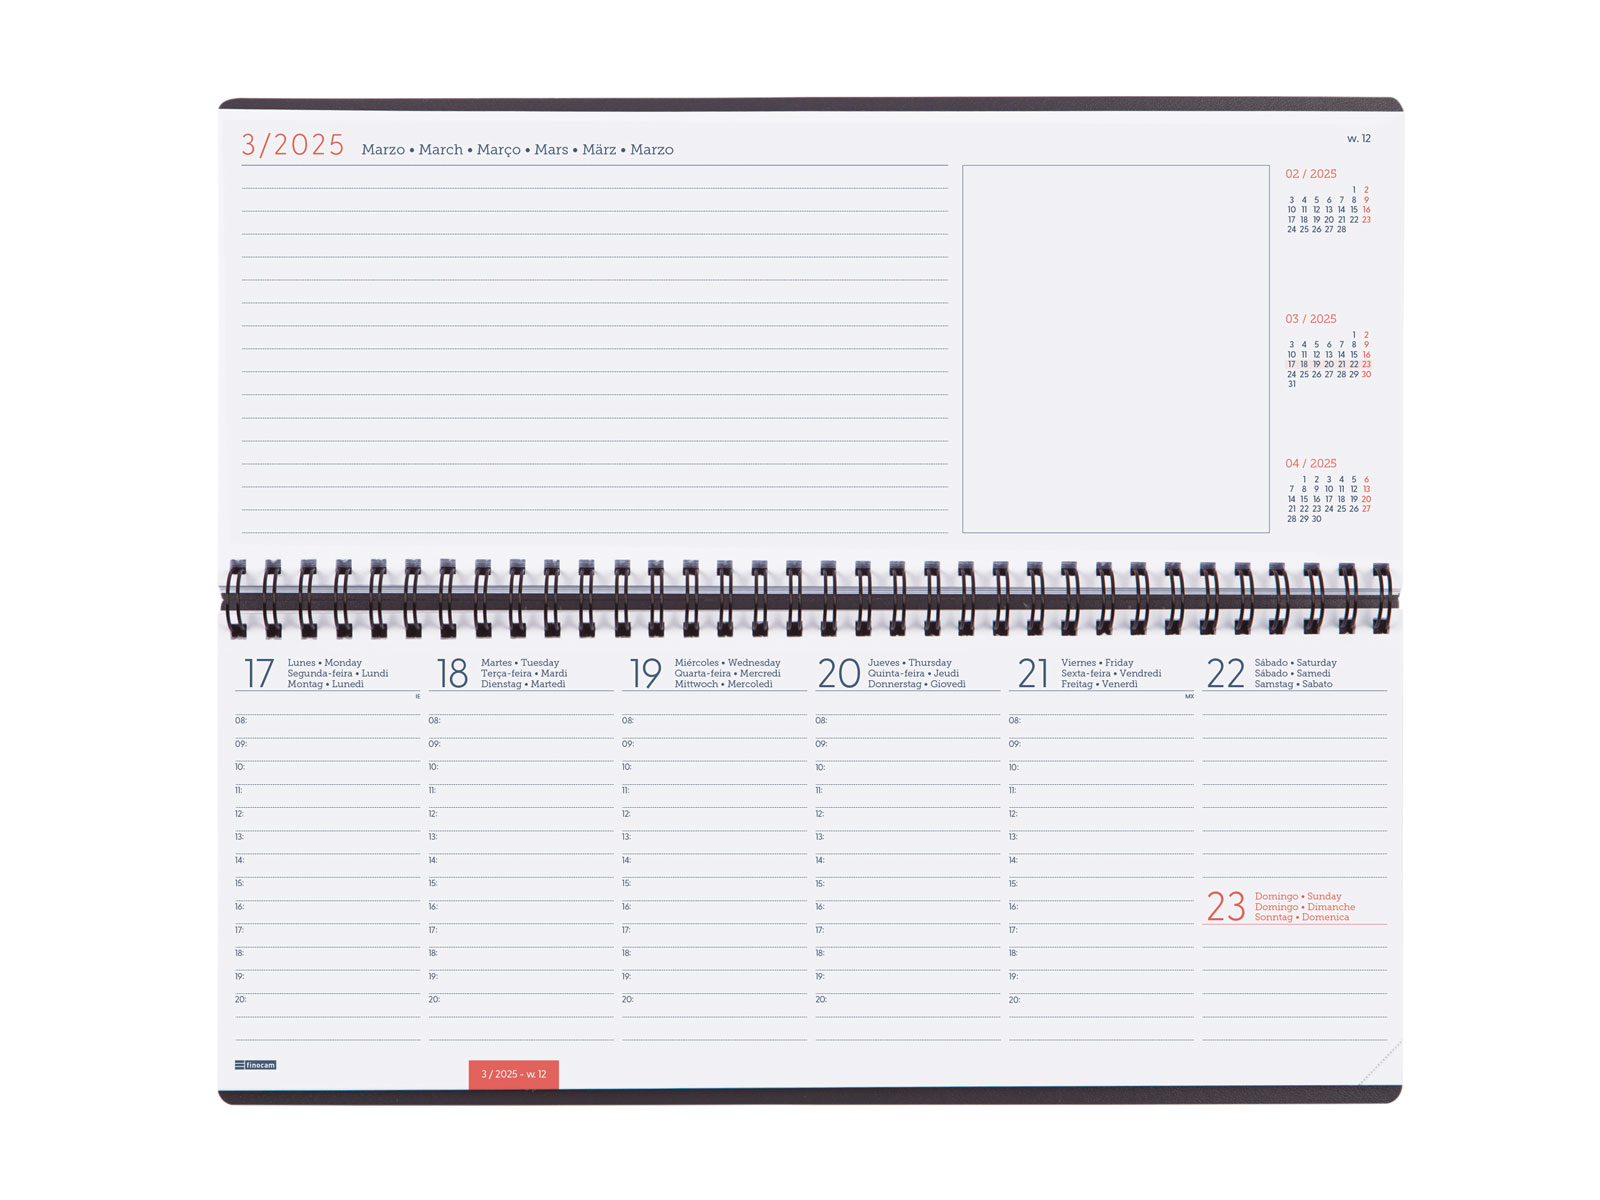 3/2025 Marzo • March • Março • Mars • März • Marzo
w. 12
02 / 2025
1 2
3 4 5 6 7 8 9
10 11 12 13 14 15 16
17 18 19 20 21 22 23
24 25 26 27 28
03 / 2025
1 2
3 4 5 6 7 8 9
10 11 12 13 14 15 16
17 18 19 20 21 22 23
24 25 26 27 28 29 30
31
04 / 2025
1 2 3 4 5 6
7 8 9 10 11 12 13
14 15 16 17 18 19 20
21 22 23 24 25 26 27
28 29 30
17
Lunes • Monday
Segunda-feira • Lundi
Montag • Lunedì
IE
08:
09:
10:
11:
12:
13:
14:
15:
16:
17:
18:
19:
20:
18
Martes • Tuesday
Terça-feira • Mardi
Dienstag • Martedì
08:
09:
10:
11:
12:
13:
14:
15:
16:
17:
18:
19:
20:
19
Miércoles • Wednesday
Quarta-feira • Mercredi
Mittwoch • Mercoledì
08:
09:
10:
11:
12:
13:
14:
15:
16:
17:
18:
19:
20:
20
Jueves • Thursday
Quinta-feira • Jeudi
Donnerstag • Giovedì
08:
09:
10:
11:
12:
13:
14:
15:
16:
17:
18:
19:
20:
21
Viernes • Friday
Sexta-feira • Vendredi
Freitag • Venerdì
MX
08:
09:
10:
11:
12:
13:
14:
15:
16:
17:
18:
19:
20:
22
Sábado • Saturday
Sábado • Samedi
Samstag • Sabato
23
Domingo • Sunday
Domingo • Dimanche
Sonntag • Domenica
finocam
3 / 2025 - w. 12